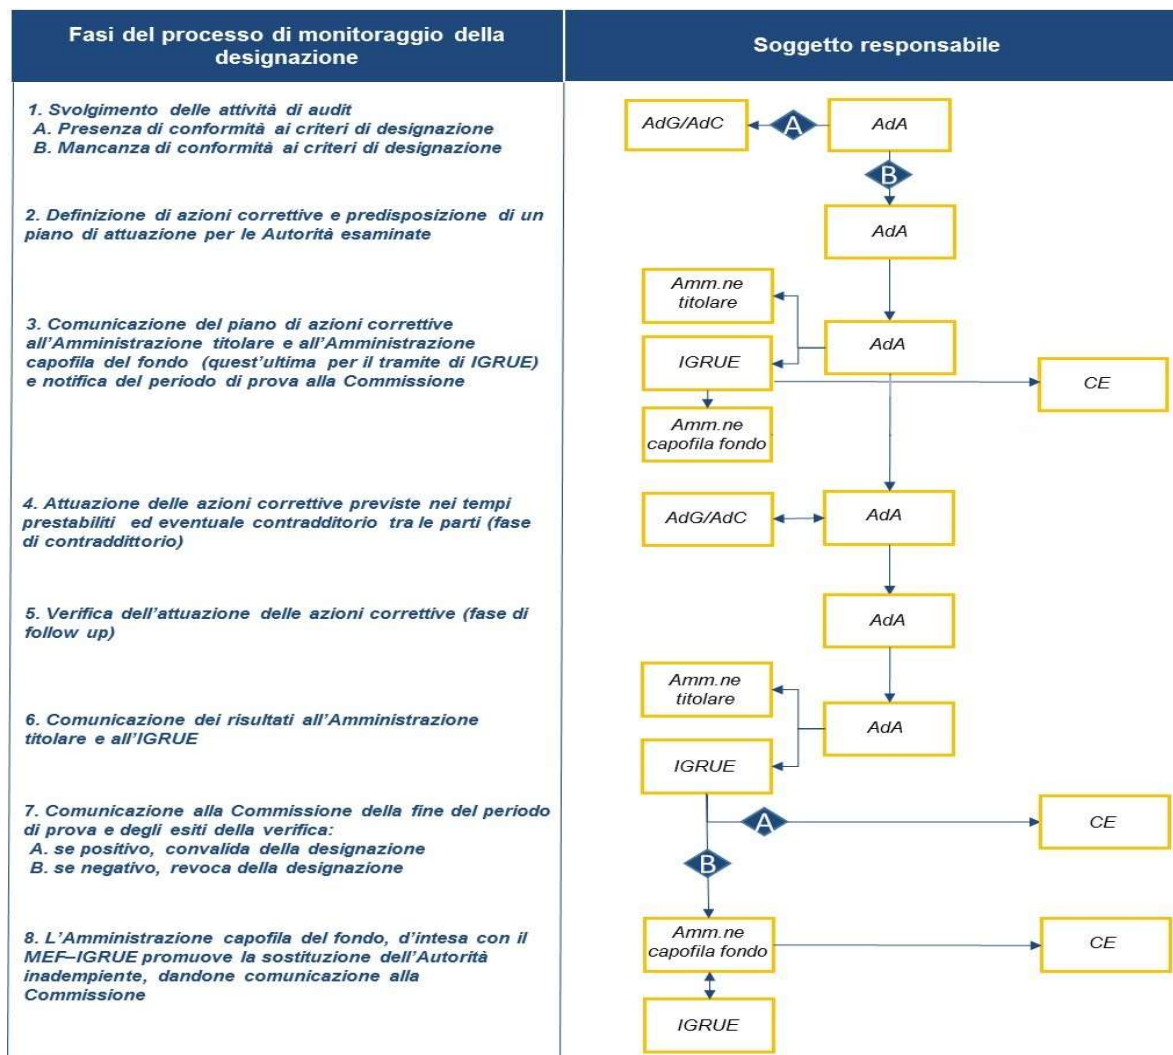 Fasi del processo di monitoraggio della
designazione
Soggetto responsabile
1. Svolgimento delle attività di audit
A. Presenza di conformità ai criteri di designazione
B. Mancanza di conformità ai criteri di designazione
AdG/AdC
A
AdA
B
2. Definizione di azioni correttive e predisposizione di un
piano di attuazione per le Autorità esaminate
AdA
3. Comunicazione del piano di azioni correttive
all'Amministrazione titolare e all'Amministrazione
capofila del fondo (quest'ultima per il tramite di IGRUE)
e notifica del periodo di prova alla Commissione
Amm.ne
titolare
AdA
IGRUE
CE
Amm.ne
capofila fondo
4. Attuazione delle azioni correttive previste nei tempi
prestabiliti ed eventuale contradditorio tra le parti (fase
di contraddittorio)
AdG/AdC
AdA
5. Verifica dell'attuazione delle azioni correttive (fase di
follow up)
AdA
6. Comunicazione dei risultati all'Amministrazione
titolare e all'IGRUE
Amm.ne
titolare
AdA
IGRUE
7. Comunicazione alla Commissione della fine del periodo
di prova e degli esiti della verifica:
A. se positivo, convalida della designazione
B. se negativo, revoca della designazione
A
CE
B
8. L'Amministrazione capofila del fondo, d'intesa con il
MEF–IGRUE promuove la sostituzione dell'Autorità
inadempiente, dandone comunicazione alla
Commissione
Amm.ne
capofila fondo
CE
IGRUE